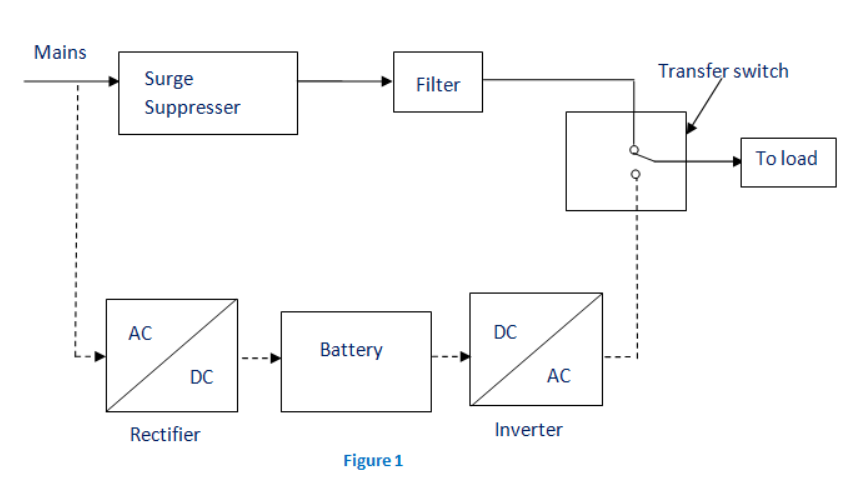 Mains
Surge
Suppresser
Filter
Transfer switch
To load
AC
DC
Rectifier
Battery
DC
AC
Inverter
Figure 1